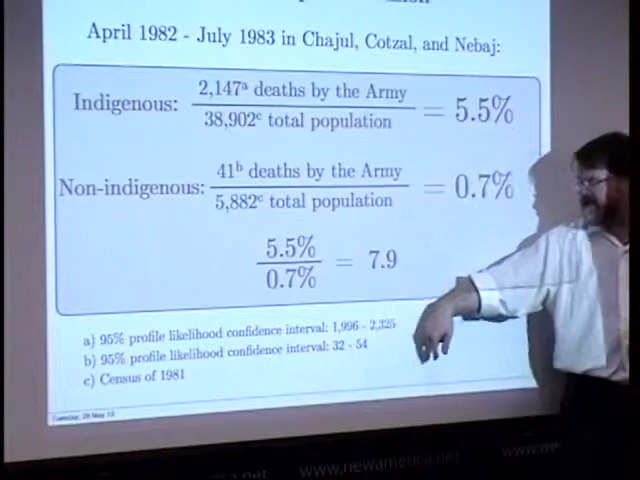 April 1982 - July 1983 in Chajul, Cotzal, and Nebaj:
Indigenous: 2,147ᵃ deaths by the Army / 38,902ᶜ total population = 5.5%
Non-indigenous: 41ᵇ deaths by the Army / 5,882ᶜ total population = 0.7%
5.5% / 0.7% = 7.9
a) 95% profile likelihood confidence interval: 1,996 - 2,325
b) 95% profile likelihood confidence interval: 32 - 54
c) Census of 1981
www.newamerica.net